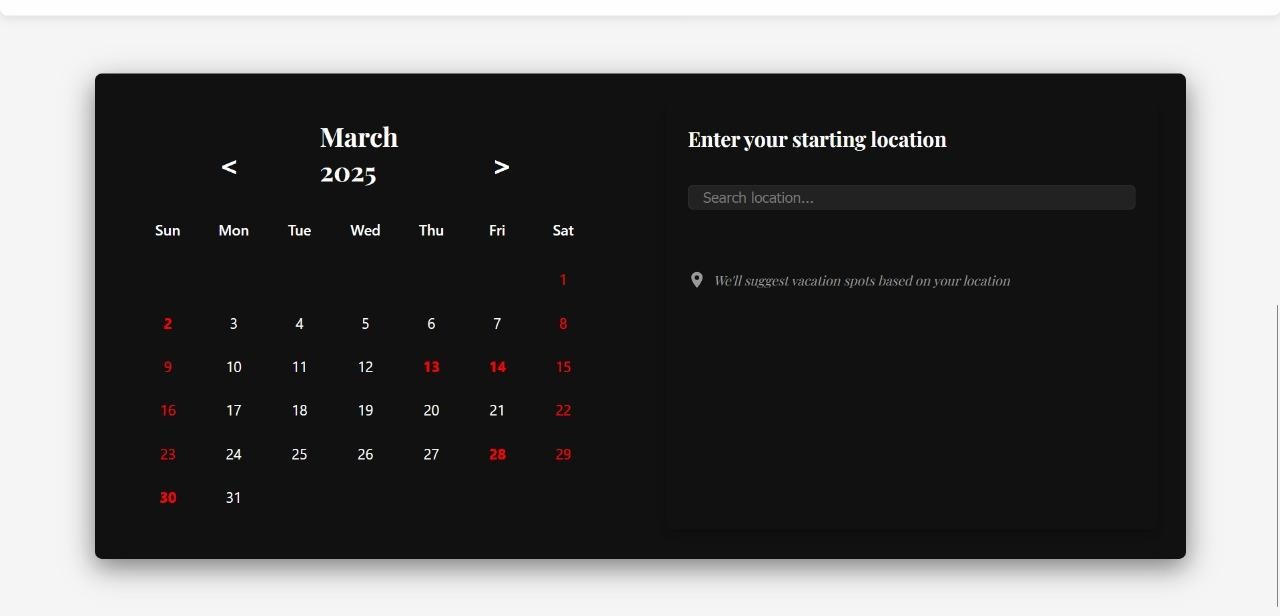 March
2025
<
>
Sun Mon Tue Wed Thu Fri Sat
1
2 3 4 5 6 7 8
9 10 11 12 13 14 15
16 17 18 19 20 21 22
23 24 25 26 27 28 29
30 31
Enter your starting location
Search location...
We'll suggest vacation spots based on your location